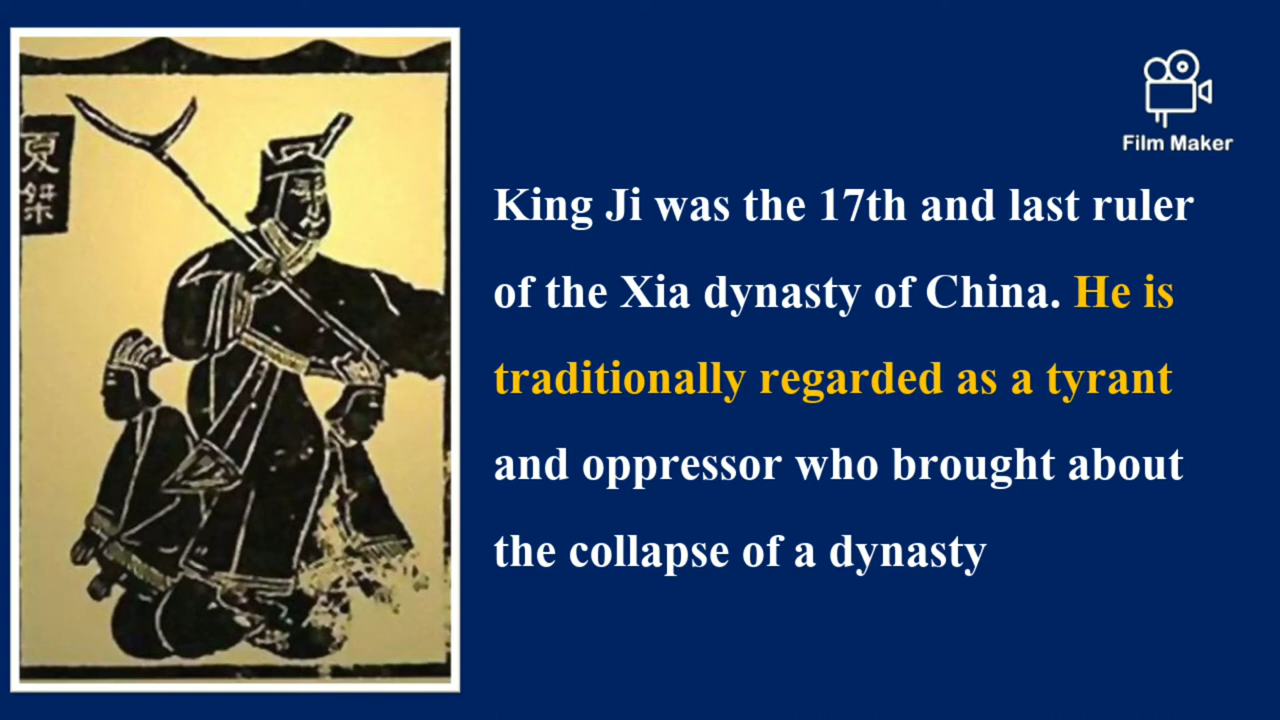 夏
桀
Film Maker
King Ji was the 17th and last ruler
of the Xia dynasty of China. He is
traditionally regarded as a tyrant
and oppressor who brought about
the collapse of a dynasty